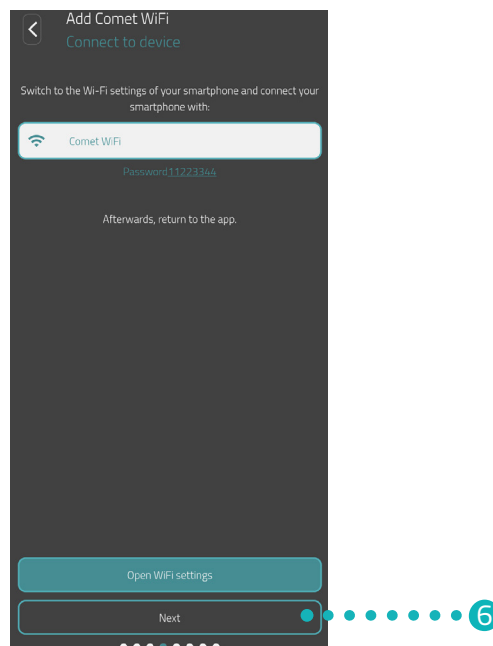 Add Comet WiFi
Connect to device
Switch to the Wi-Fi settings of your smartphone and connect your
smartphone with:
Comet WiFi
Password11223344
Afterwards, return to the app.
Open WiFi settings
Next
6